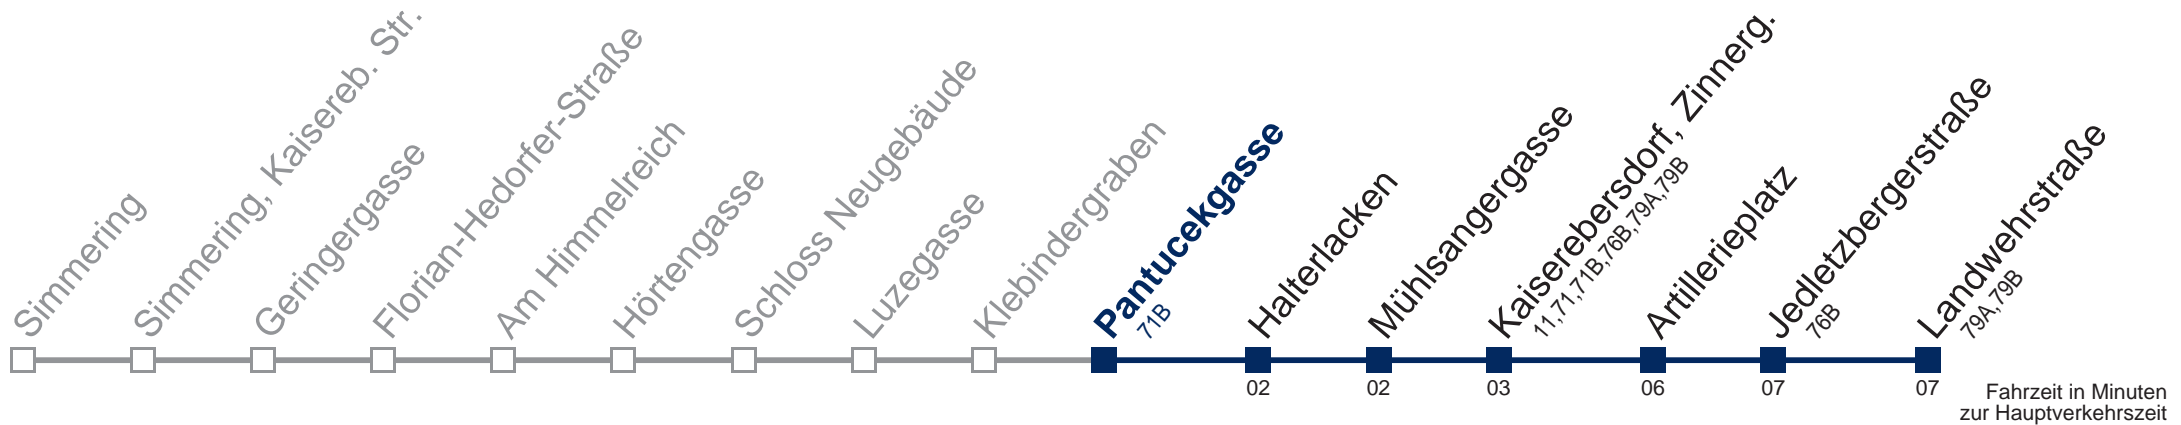 Simmering
Simmering, Kaisereb. Str.
Geringergasse
Florian-Hedorfer-Straße
Am Himmelreich
Hörtengasse
Schloss Neugebäude
Luzegasse
Klebindergraben
Pantucekgasse
71B
Halterlacken
Mühlsangergasse
Kaiserebersdorf, Zinnerg.
11,71,71B,76B,79A,79B
Artillerieplatz
Jedletzbergerstraße
76B
Landwehrstraße
79A,79B
02
02
03
06
07
07
Fahrzeit in Minuten
zur Hauptverkehrszeit